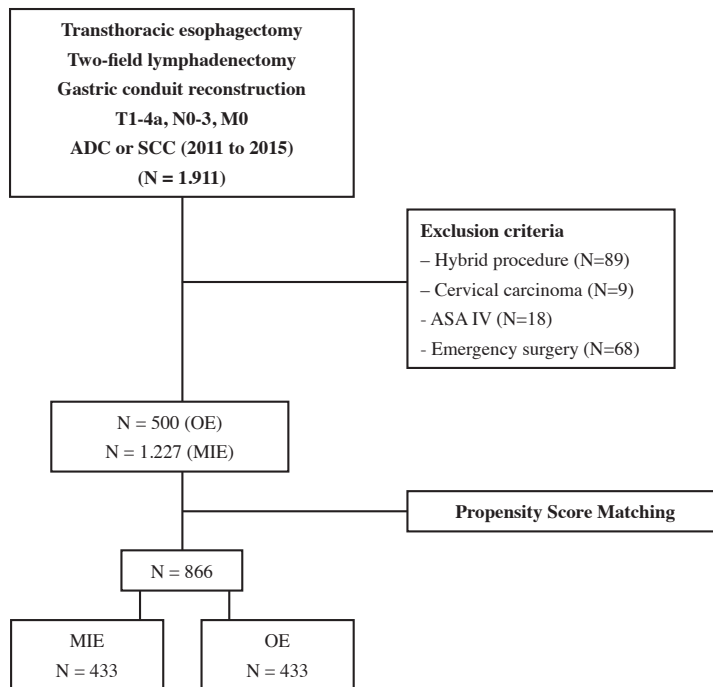 Transthoracic esophagectomy
Two-field lymphadenectomy
Gastric conduit reconstruction
T1-4a, N0-3, M0
ADC or SCC (2011 to 2015)
(N = 1.911)
Exclusion criteria
– Hybrid procedure (N=89)
– Cervical carcinoma (N=9)
- ASA IV (N=18)
- Emergency surgery (N=68)
N = 500 (OE)
N = 1.227 (MIE)
Propensity Score Matching
N = 866
MIE
N = 433
OE
N = 433